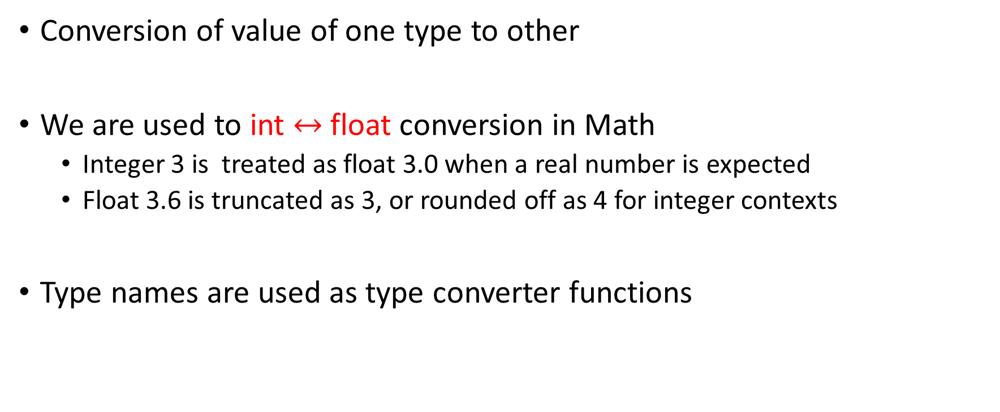 • Conversion of value of one type to other
• We are used to int ↔ float conversion in Math
• Integer 3 is  treated as float 3.0 when a real number is expected
• Float 3.6 is truncated as 3, or rounded off as 4 for integer contexts
• Type names are used as type converter functions